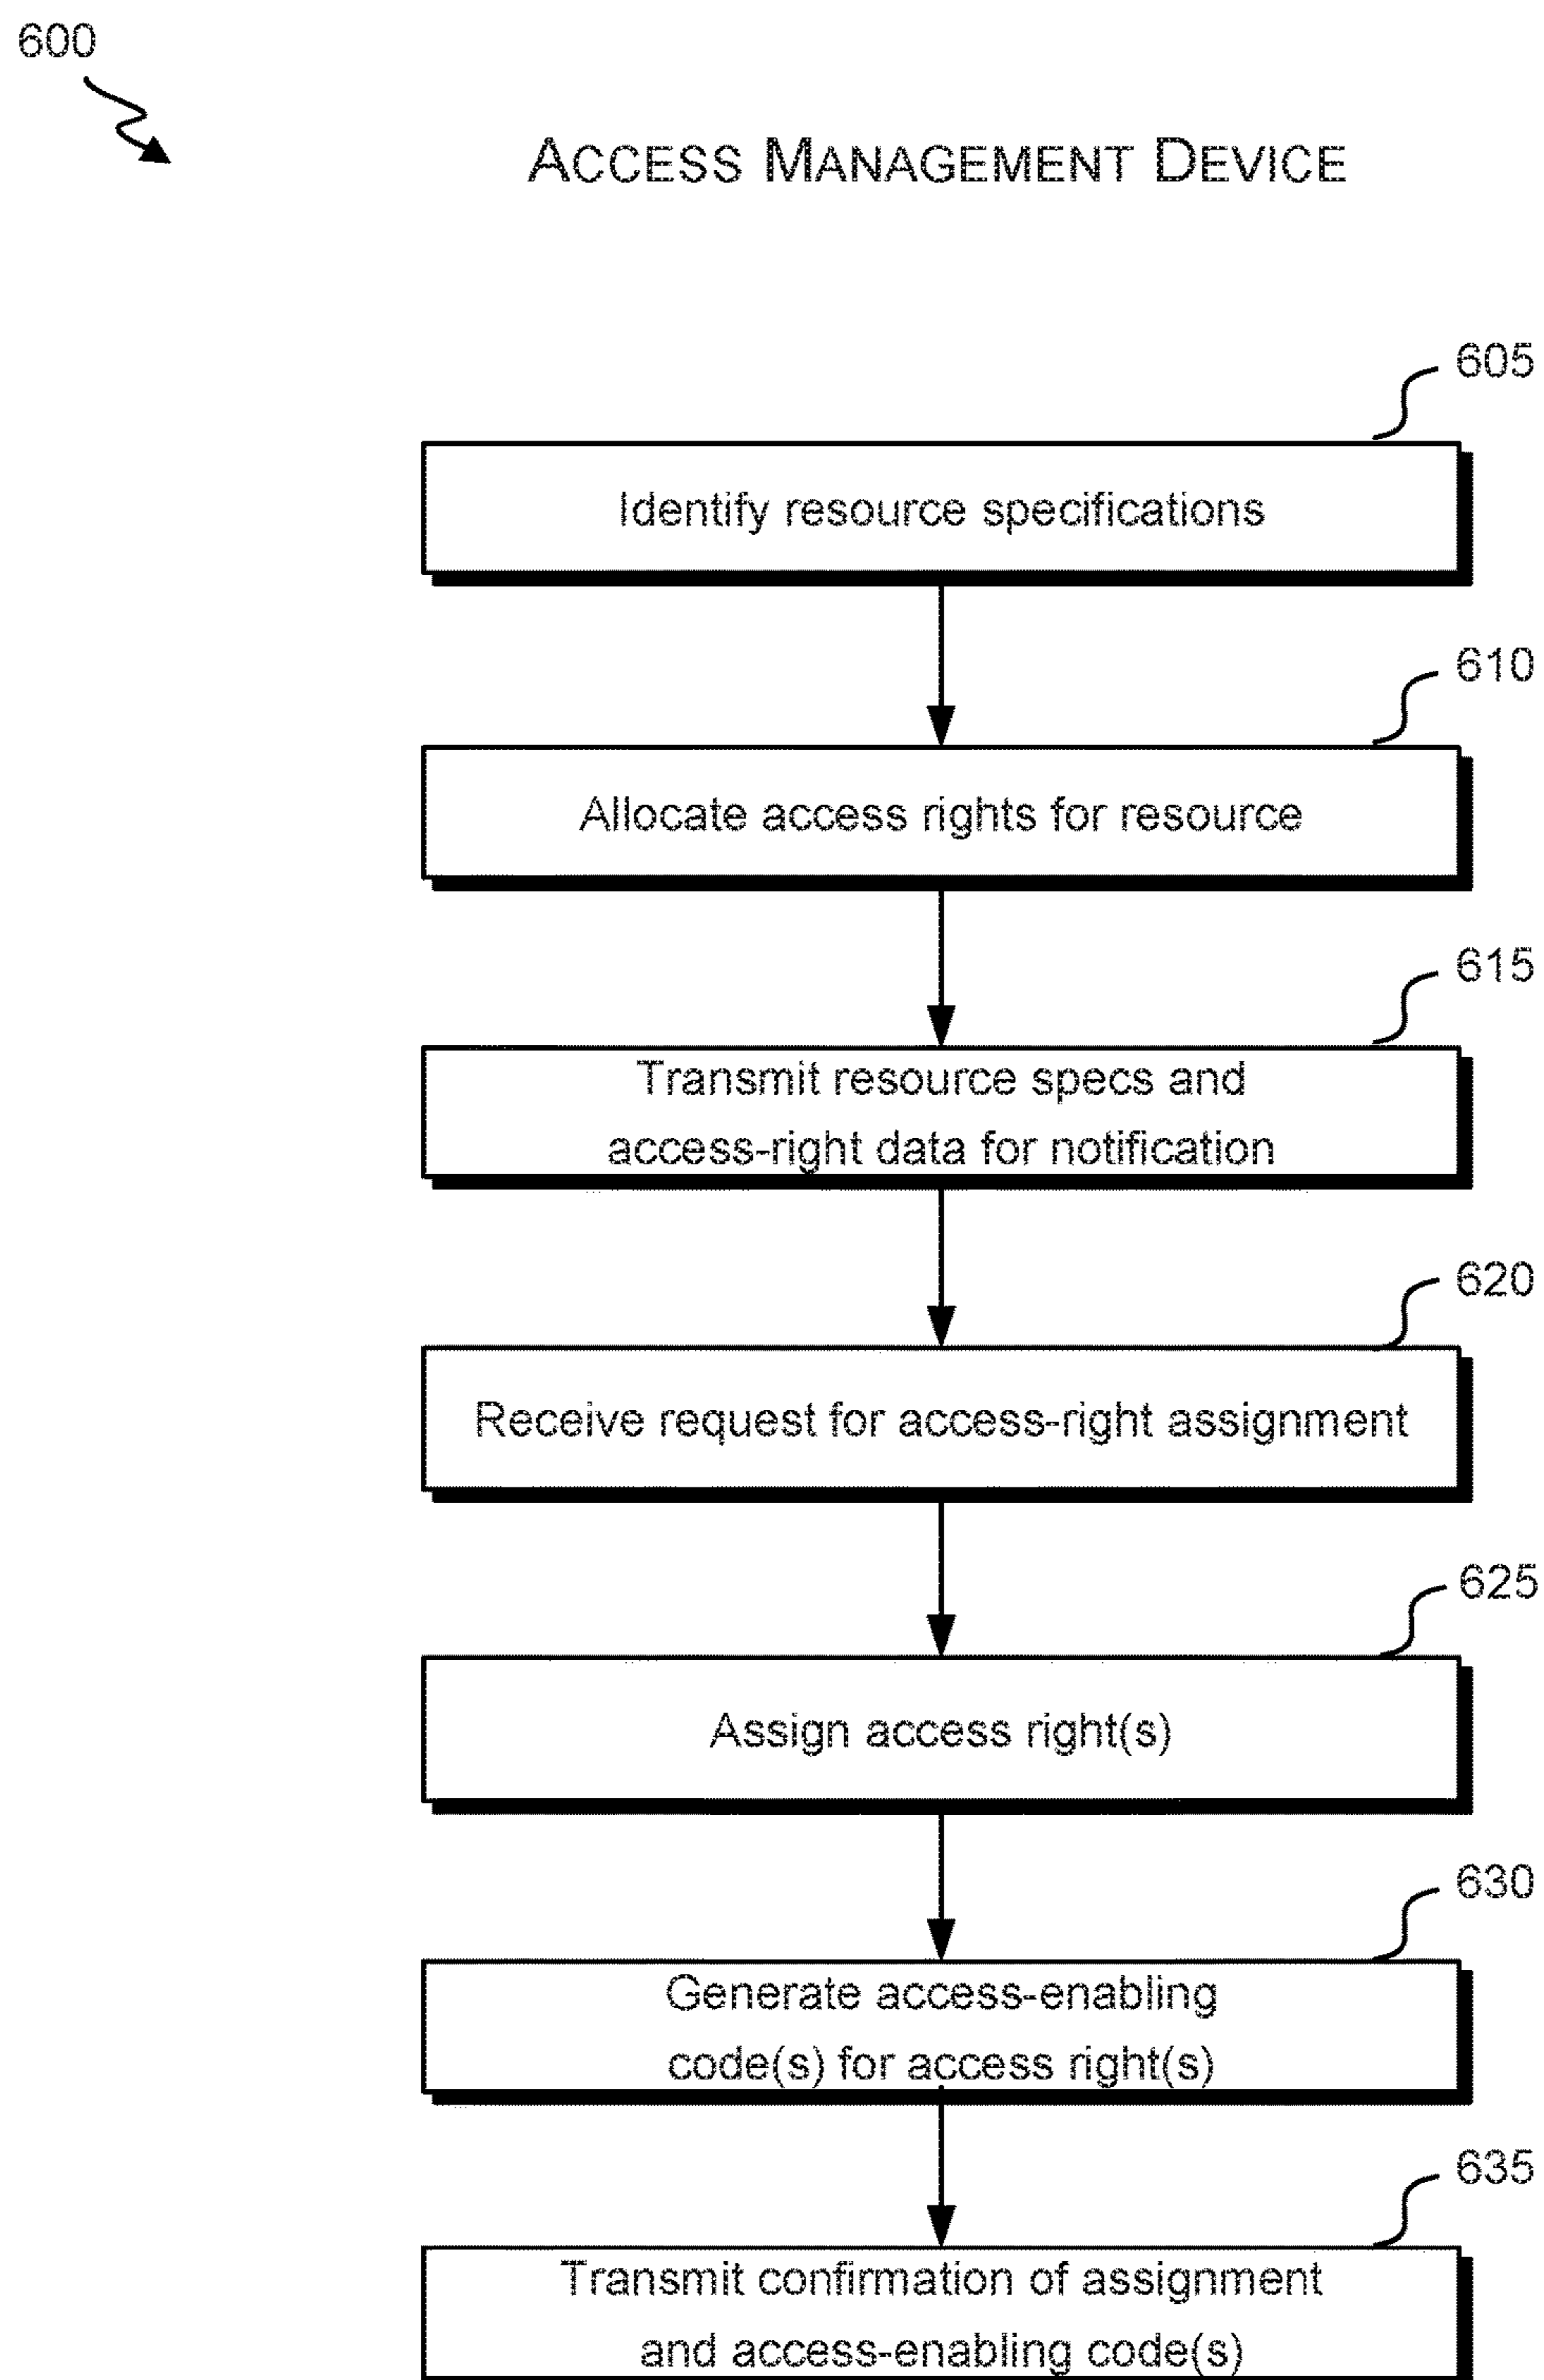 600
ACCESS MANAGEMENT DEVICE
605
Identify resource specifications
610
Allocate access rights for resource
615
Transmit resource specs and
access-right data for notification
620
Receive request for access-right assignment
625
Assign access right(s)
630
Generate access-enabling
code(s) for access right(s)
635
Transmit confirmation of assignment
and access-enabling code(s)